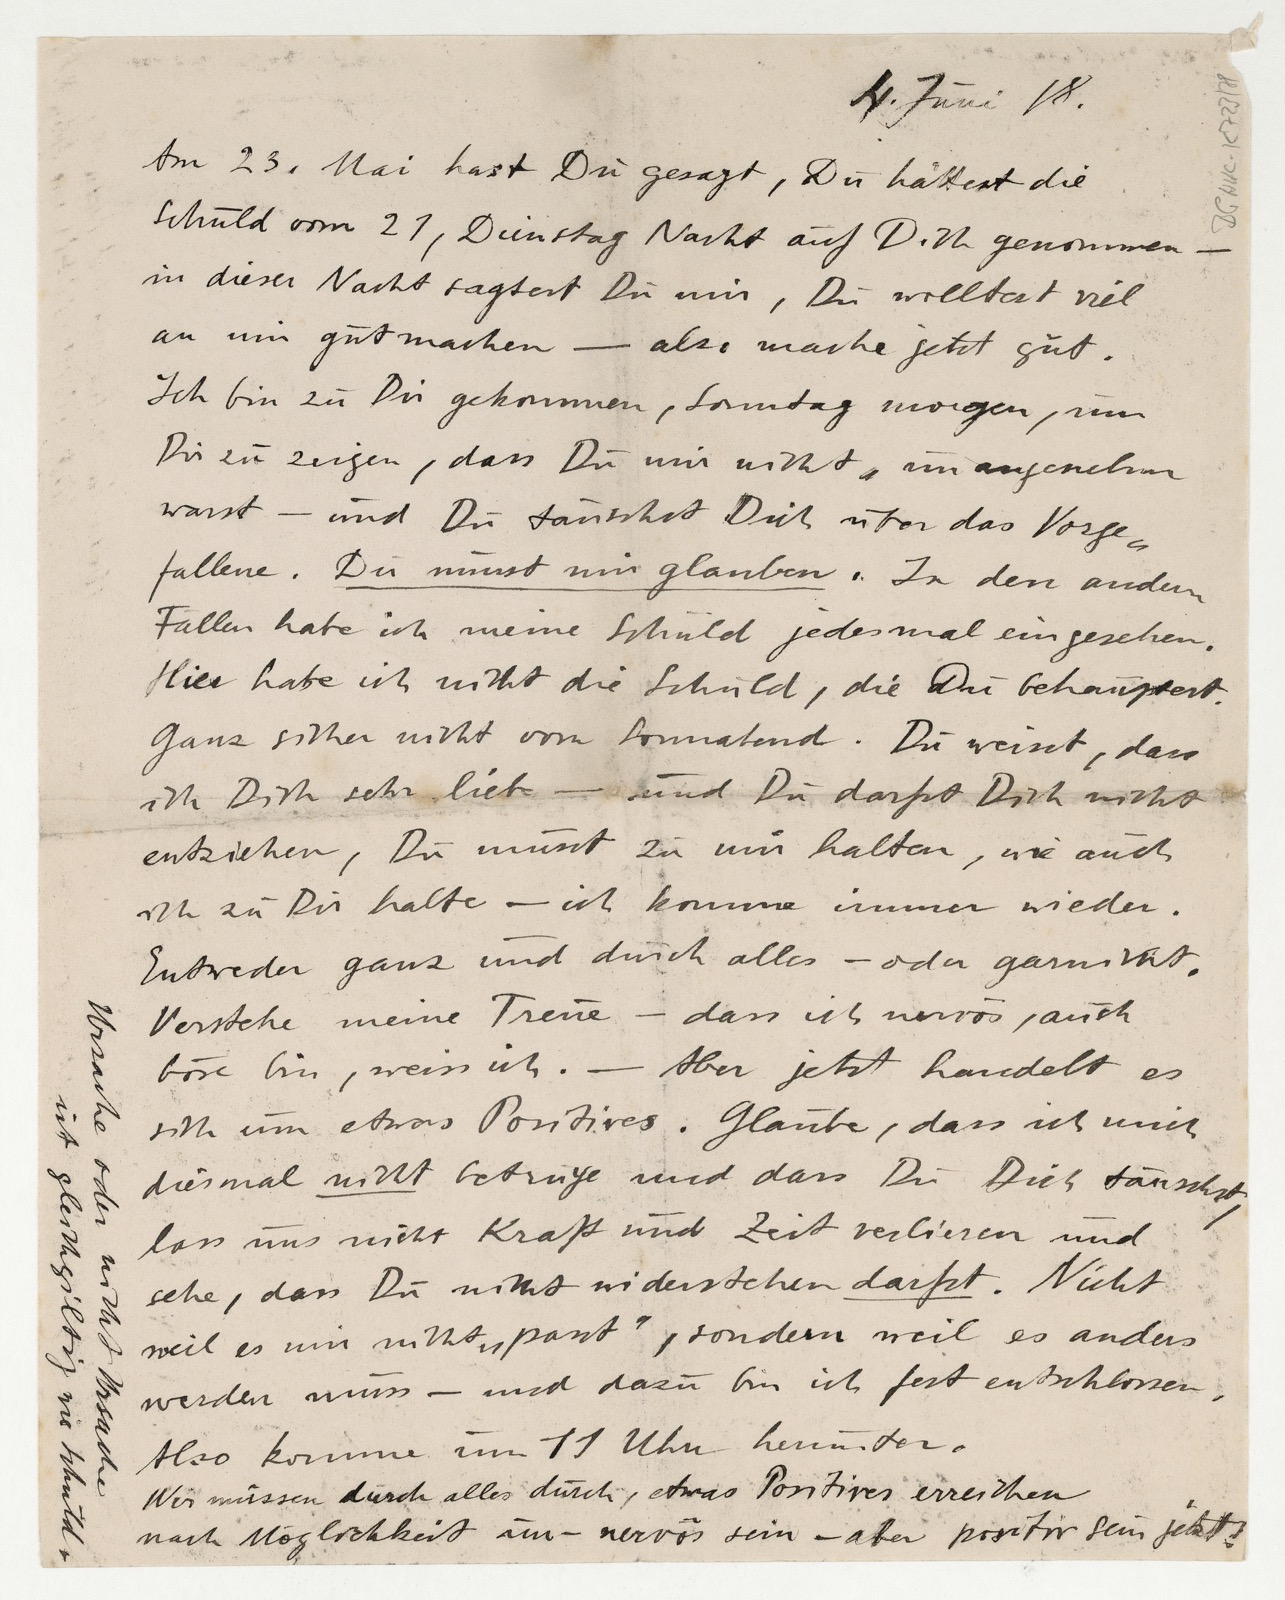 4. Juni 18.
Am 23. Mai hast Du gesagt, Du hättest die
Schuld vom 21, Dienstag Nacht auf Dich genommen —
in dieser Nacht sagtest Du mir, Du wolltest viel
an mir gutmachen — also mache jetzt gut.
Ich bin zu Dir gekommen, Sonntag morgen, um
Dir zu zeigen, dass Du mir nicht „ unangenehm
warst — und Du täuschst Dich über das Vorge„
fallene. Du musst mir glauben. In den andern
Fällen habe ich meine Schuld jedesmal eingesehen.
Hier habe ich nicht die Schuld, die Du behauptest.
Ganz sicher nicht vom Sonnabend. Du weisst, dass
ich Dich sehr liebe — und Du darfst Dich nicht
entziehen, Du musst zu mir halten, wie auch
ich zu Dir halte — ich komme immer wieder.
Entweder ganz und durch alles — oder garnicht.
Verstehe meine Treue — dass ich nervös, auch
böse bin, weiss ich. — Aber jetzt handelt es
sich um etwas Positives. Glaube, dass ich mich
diesmal nicht betrüge und dass Du Dich täuschst,
lass uns nicht Kraft und Zeit verlieren und
sehe, dass Du nicht widerstehen darfst. Nicht
weil es mir nicht „passt", sondern weil es anders
werden muss — und dazu bin ich fest entschlossen,
Also komme um 11 Uhr herunter.
Wir müssen durch alles durch, etwas Positives erreichen
nach Möglichkeit un- nervös sein — aber positiv sein jetzt!
Ursache oder nicht Ursache
ist gleichgiltig wie Schuld.